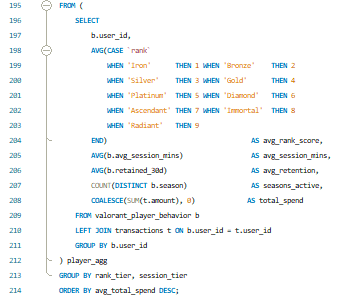 195 FROM (
196 SELECT
197 b.user_id,
198 AVG(CASE `rank`
199 WHEN 'Iron' THEN 1 WHEN 'Bronze' THEN 2
200 WHEN 'Silver' THEN 3 WHEN 'Gold' THEN 4
201 WHEN 'Platinum' THEN 5 WHEN 'Diamond' THEN 6
202 WHEN 'Ascendant' THEN 7 WHEN 'Immortal' THEN 8
203 WHEN 'Radiant' THEN 9
204 END) AS avg_rank_score,
205 AVG(b.avg_session_mins) AS avg_session_mins,
206 AVG(b.retained_30d) AS avg_retention,
207 COUNT(DISTINCT b.season) AS seasons_active,
208 COALESCE(SUM(t.amount), 0) AS total_spend
209 FROM valorant_player_behavior b
210 LEFT JOIN transactions t ON b.user_id = t.user_id
211 GROUP BY b.user_id
212 ) player_agg
213 GROUP BY rank_tier, session_tier
214 ORDER BY avg_total_spend DESC;